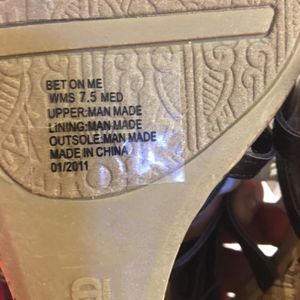 BET ON ME
WMS 7.5 MED
UPPER:MAN MADE
LINING:MAN MADE
OUTSOLE:MAN MADE
MADE IN CHINA
01/2011